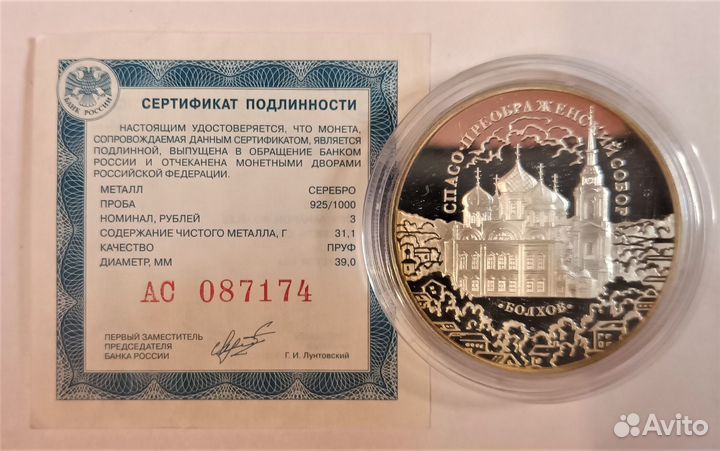 БАНК РОССИИ
СЕРТИФИКАТ ПОДЛИННОСТИ
НАСТОЯЩИМ УДОСТОВЕРЯЕТСЯ, ЧТО МОНЕТА,
СОПРОВОЖДАЕМАЯ ДАННЫМ СЕРТИФИКАТОМ, ЯВЛЯЕТСЯ
ПОДЛИННОЙ, ВЫПУЩЕНА В ОБРАЩЕНИЕ БАНКОМ
РОССИИ И ОТЧЕКАНЕНА МОНЕТНЫМИ ДВОРАМИ
РОССИЙСКОЙ ФЕДЕРАЦИИ.
МЕТАЛЛ СЕРЕБРО
ПРОБА 925/1000
НОМИНАЛ, РУБЛЕЙ 3
СОДЕРЖАНИЕ ЧИСТОГО МЕТАЛЛА, Г 31,1
КАЧЕСТВО ПРУФ
ДИАМЕТР, ММ 39,0
АС 087174
ПЕРВЫЙ ЗАМЕСТИТЕЛЬ
ПРЕДСЕДАТЕЛЯ
БАНКА РОССИИ
Г. И. Лунтовский
СПАСО-ПРЕОБРАЖЕНСКИЙ СОБОР
•БОЛХОВ•
Avito